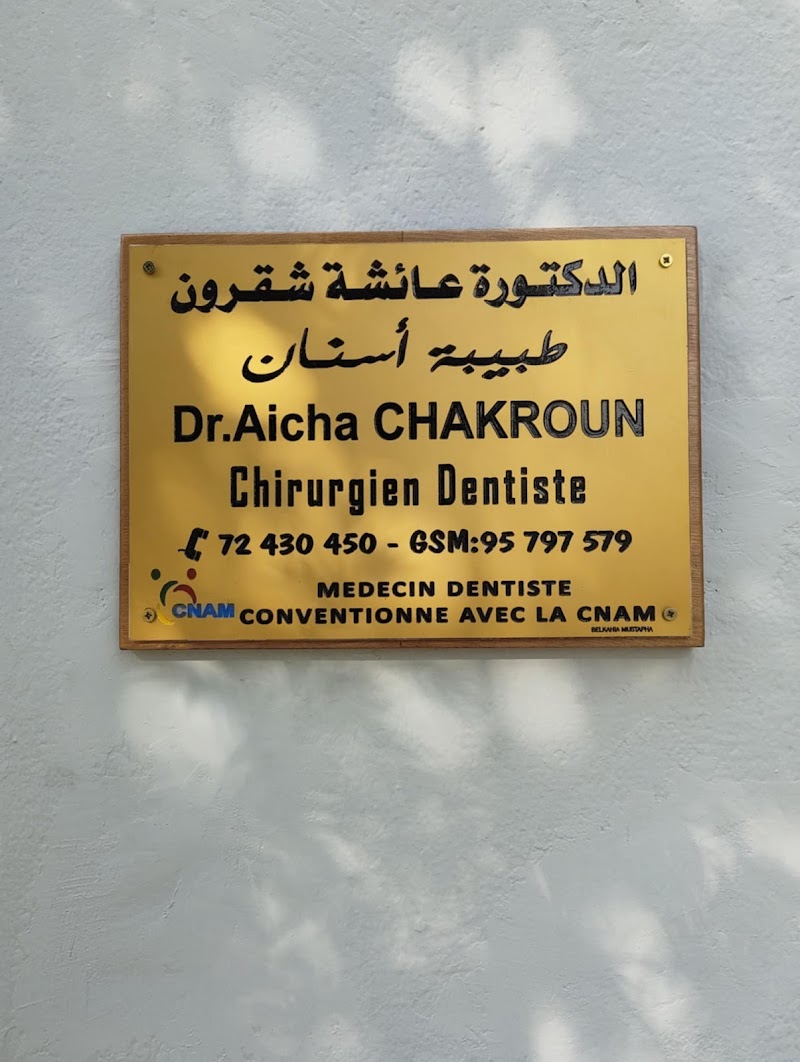 الدكتورة عائشة شقرون
طبيبة أسنان
Dr.Aicha CHAKROUN
Chirurgien Dentiste
72 430 450 - GSM:95 797 579
CNAM
MEDECIN DENTISTE
CONVENTIONNE AVEC LA CNAM
BELKAHIA MUSTAPHA